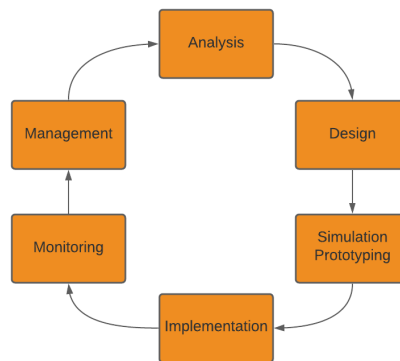 Analysis
Management
Design
Monitoring
Simulation
Prototyping
Implementation